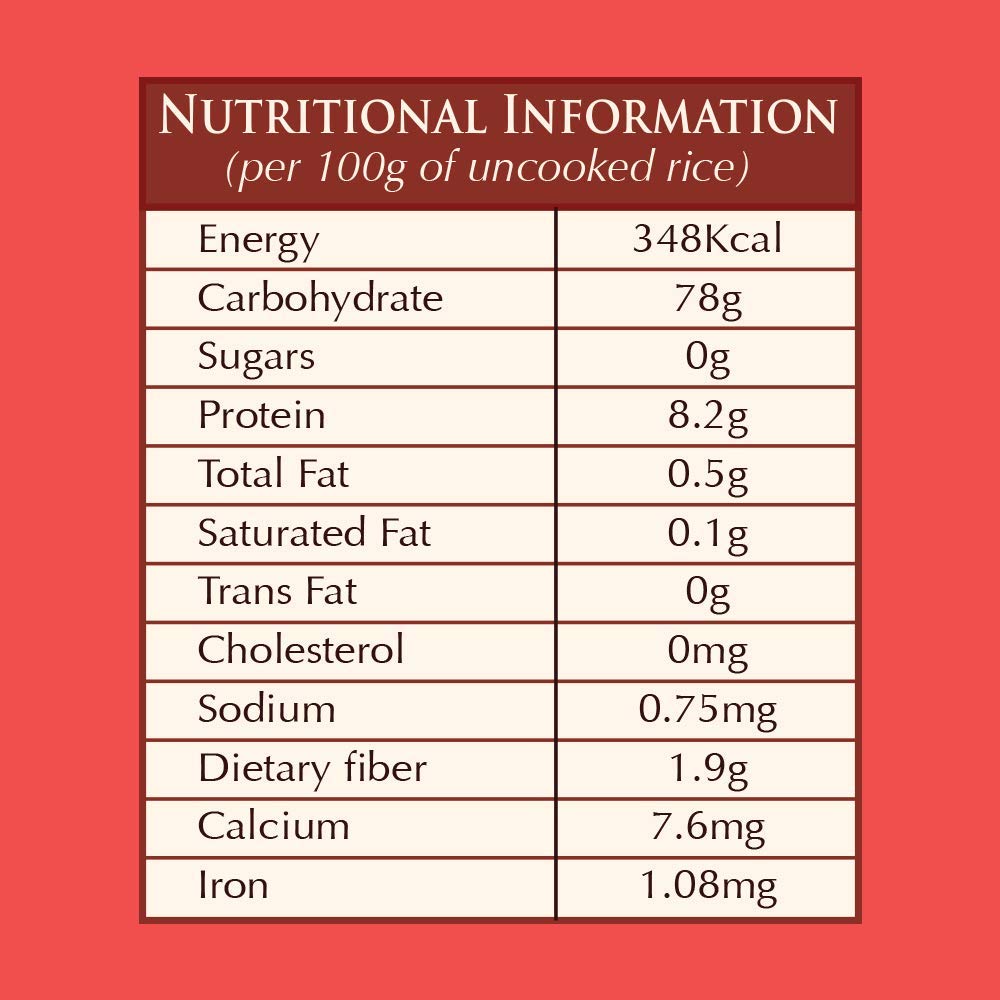 NUTRITIONAL INFORMATION
(per 100g of uncooked rice)
Energy 348Kcal
Carbohydrate 78g
Sugars 0g
Protein 8.2g
Total Fat 0.5g
Saturated Fat 0.1g
Trans Fat 0g
Cholesterol 0mg
Sodium 0.75mg
Dietary fiber 1.9g
Calcium 7.6mg
Iron 1.08mg